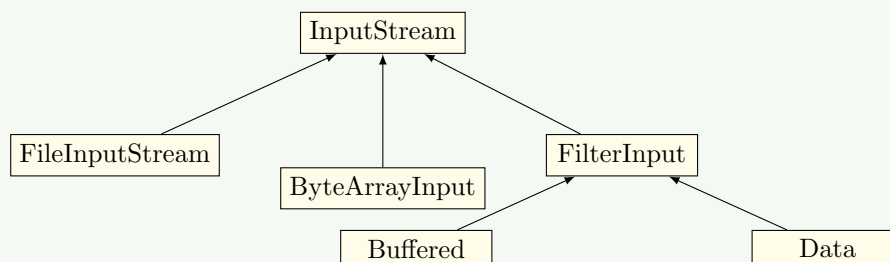 InputStream
FileInputStream
FilterInput
ByteArrayInput
Buffered
Data